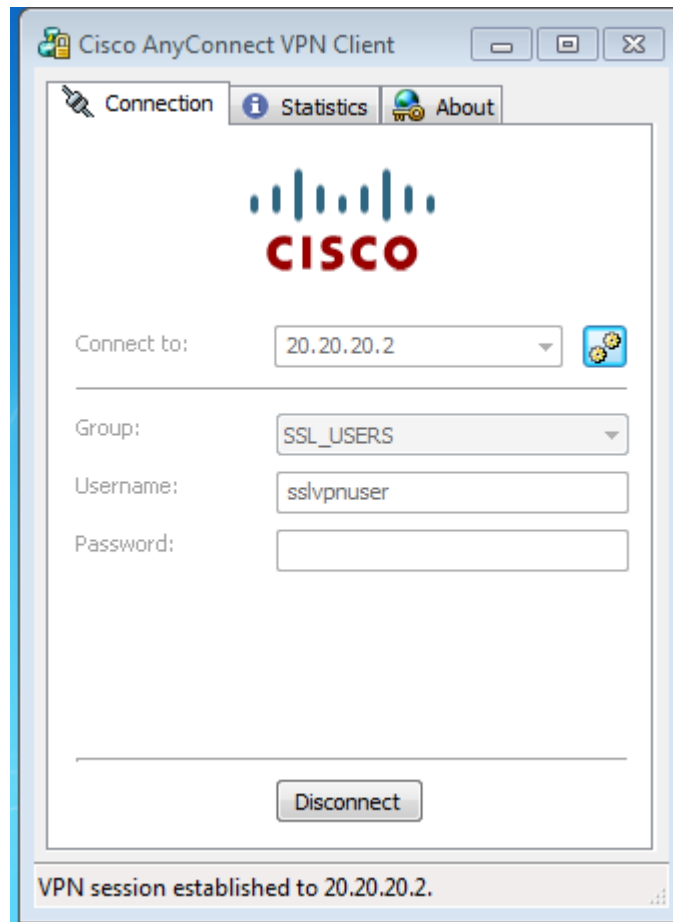 Cisco AnyConnect VPN Client
Connection Statistics About
CISCO
Connect to: 20.20.20.2
Group: SSL_USERS
Username: sslvpnuser
Password:
Disconnect
VPN session established to 20.20.20.2.